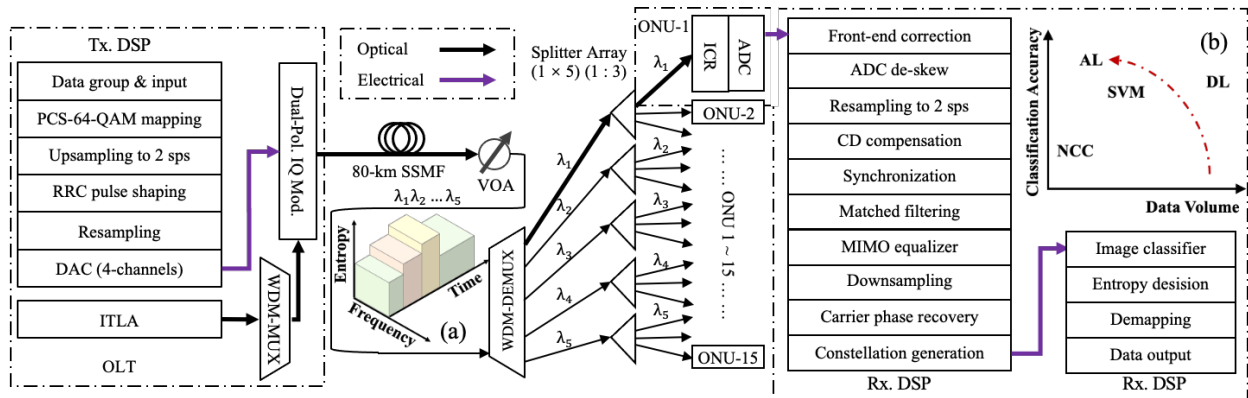 Tx. DSP
Data group & input
PCS-64-QAM mapping
Upsampling to 2 sps
RRC pulse shaping
Resampling
DAC (4-channels)
ITLA
OLT
WDM-MUX
Dual-Pol. IQ Mod.
Optical
Electrical
80-km SSMF
VOA
λ1λ2 ... λ5
Entropy
Time
Frequency
(a)
WDM-DEMUX
Splitter Array
(1 × 5) (1 : 3)
λ1
λ2
λ3
λ4
λ5
λ1
λ2
λ3
λ4
λ5
ONU-1
ICR
ADC
ONU-2
...... ONU 1 ~ 15 ......
ONU-15
Front-end correction
ADC de-skew
Resampling to 2 sps
CD compensation
Synchronization
Matched filtering
MIMO equalizer
Downsampling
Carrier phase recovery
Constellation generation
Rx. DSP
(b)
Classification Accuracy
AL
SVM
DL
NCC
Data Volume
Image classifier
Entropy desision
Demapping
Data output
Rx. DSP